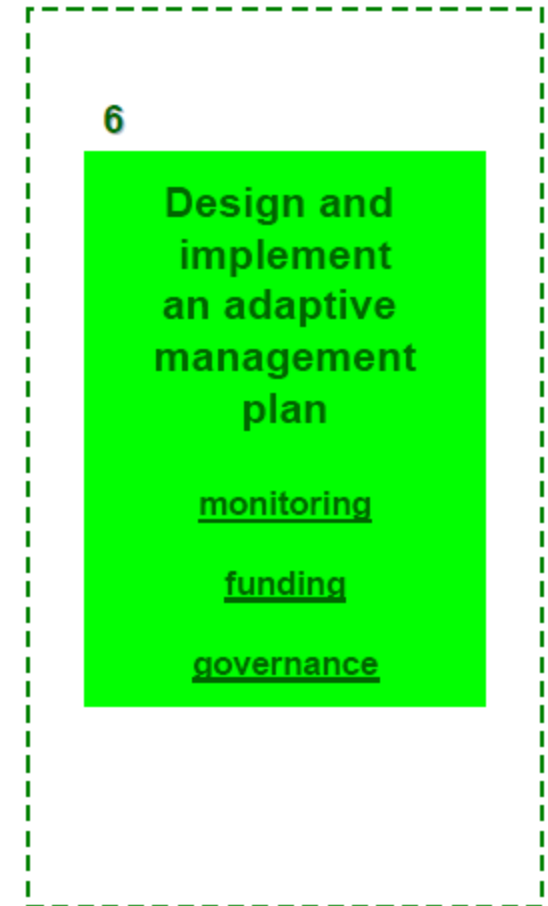 6
Design and
implement
an adaptive
management
plan
monitoring
funding
governance